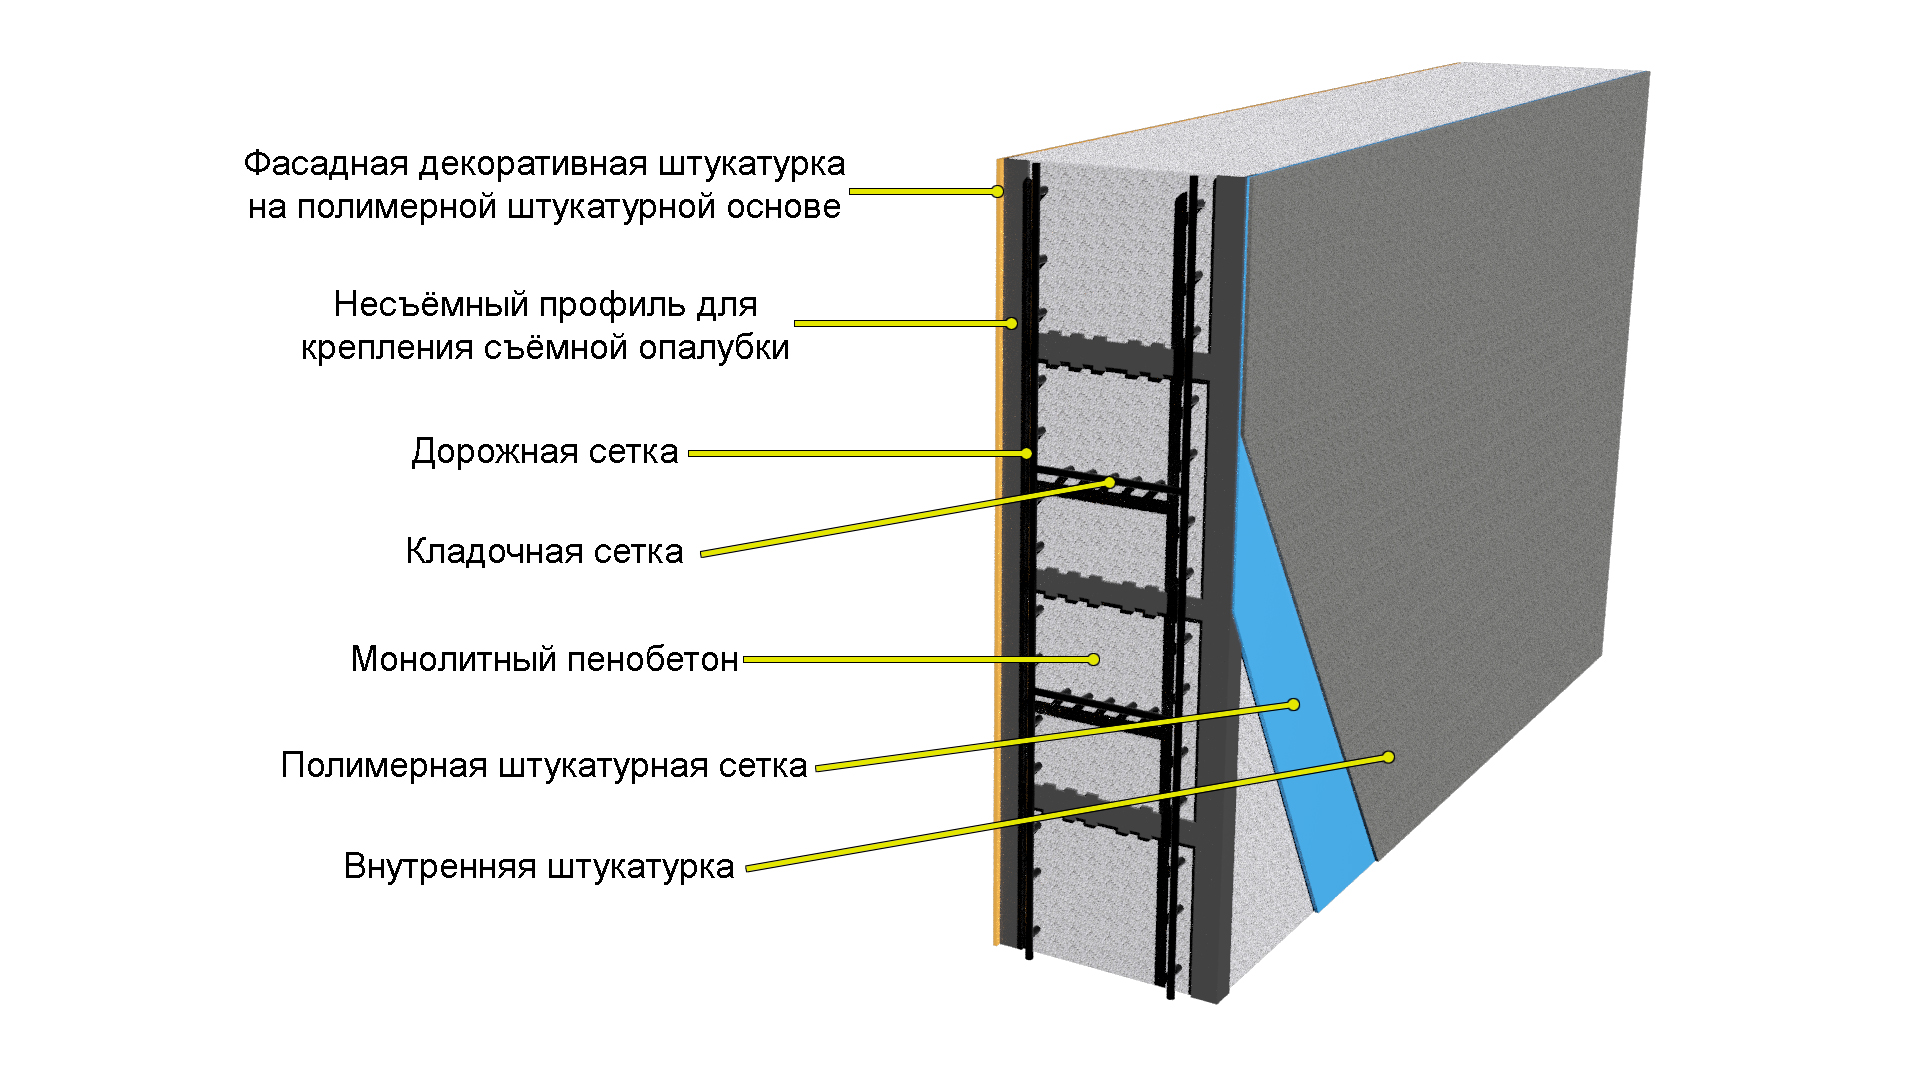 Фасадная декоративная штукатурка
на полимерной штукатурной основе
Несъёмный профиль для
крепления съёмной опалубки
Дорожная сетка
Кладочная сетка
Монолитный пенобетон
Полимерная штукатурная сетка
Внутренняя штукатурка